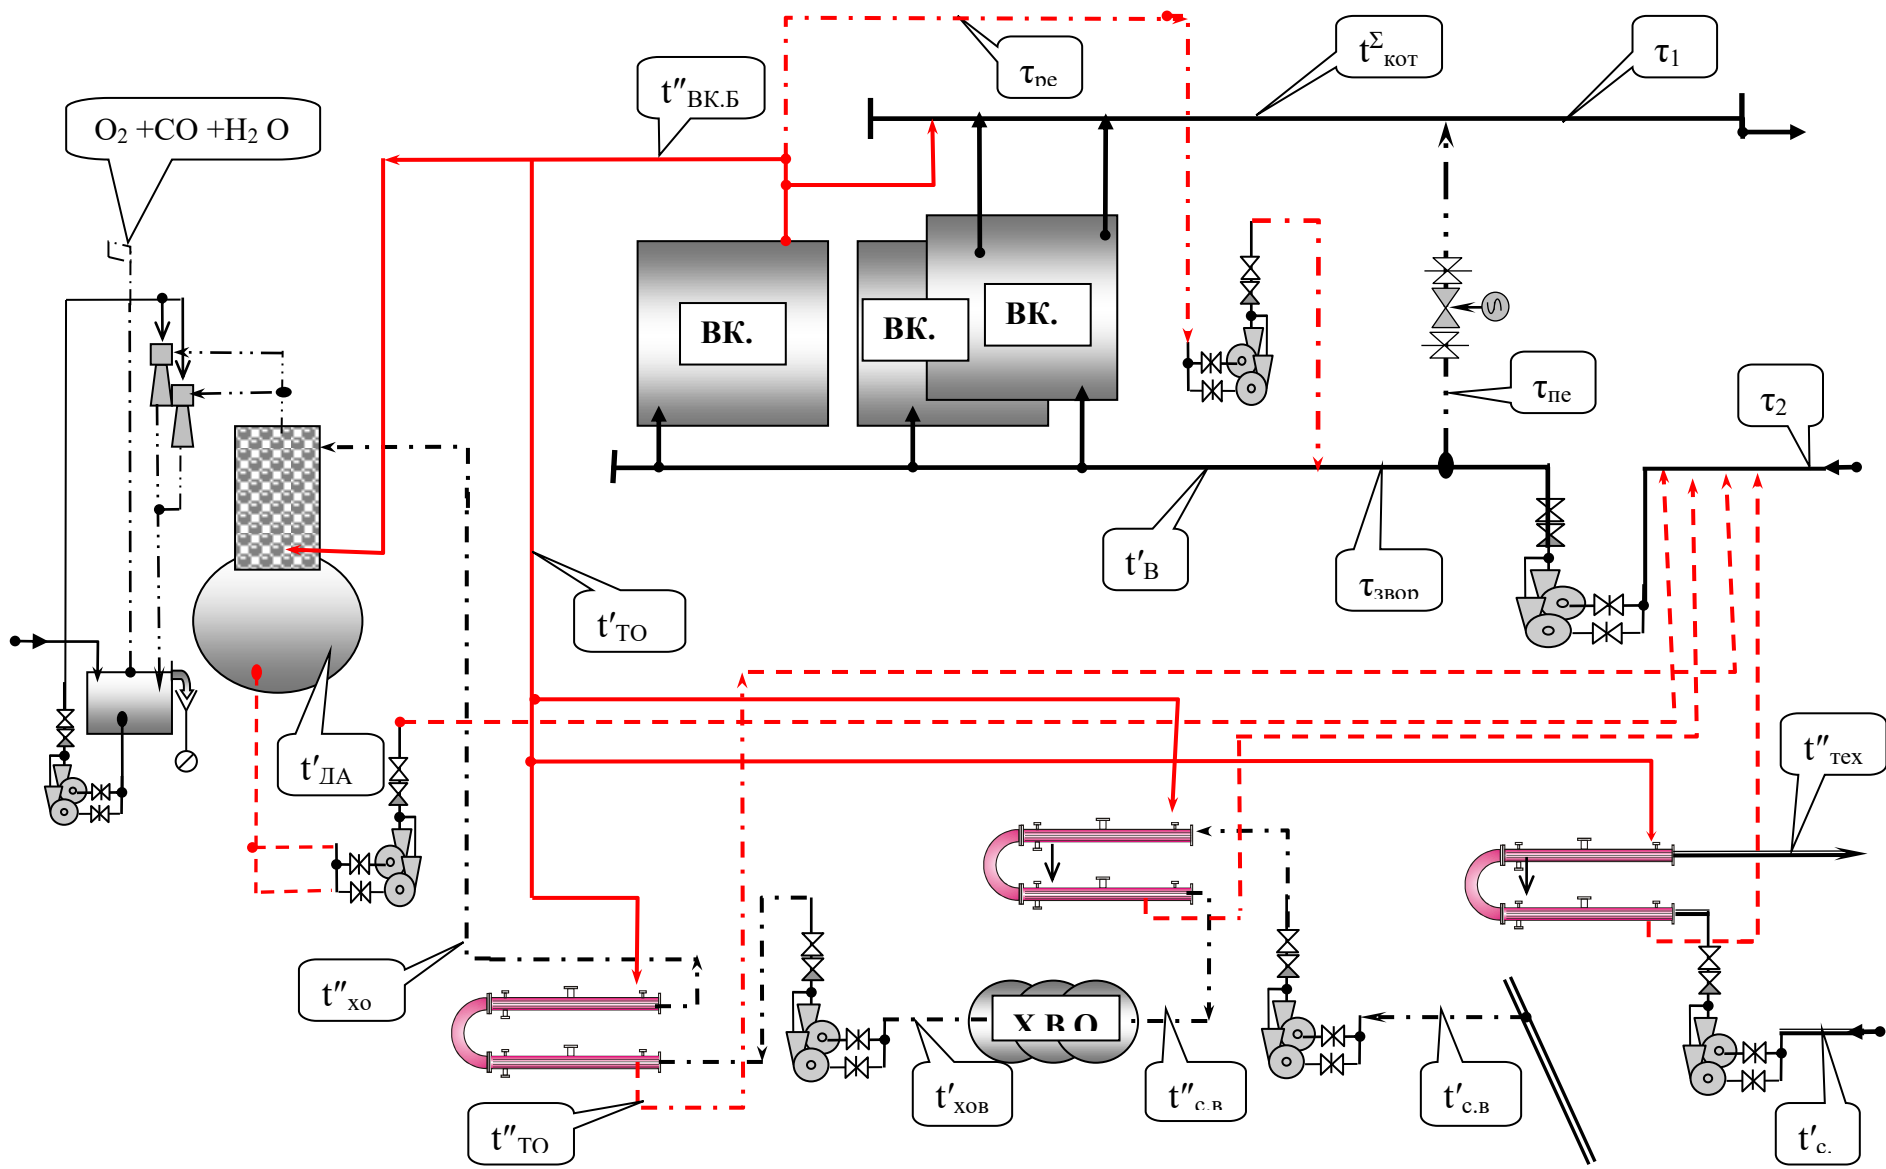 τре
t″ВК.Б
tΣкот
τ1
O2 +CO +H2 O
ВК.
ВК.
ВК.
τпе
τ2
t′В
τзвор
t′ТО
t′ДА
t″тех
t″хо
Х В О
t′хов
t″с.в
t′с.в
t″ТО
t′с.